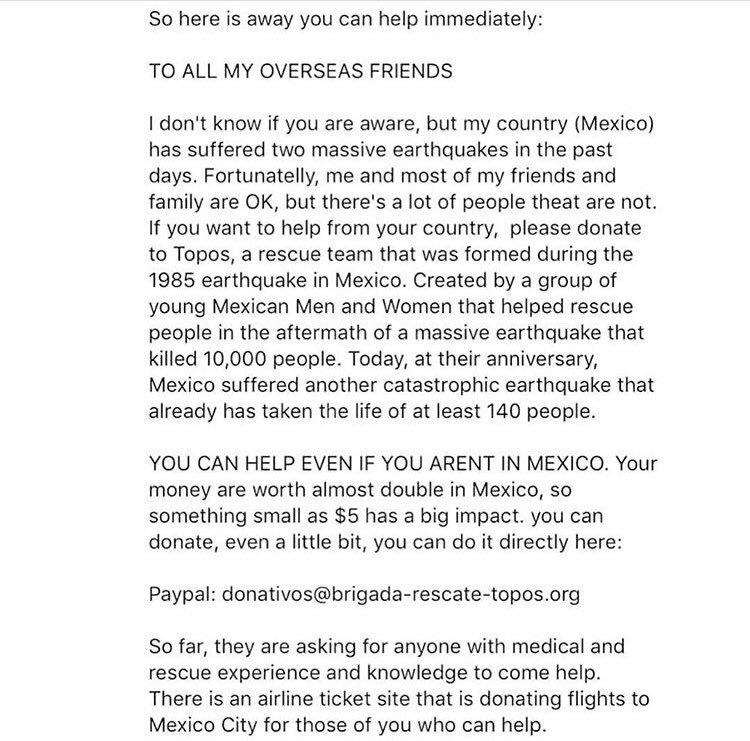 So here is away you can help immediately:
TO ALL MY OVERSEAS FRIENDS
I don't know if you are aware, but my country (Mexico)
has suffered two massive earthquakes in the past
days. Fortunatelly, me and most of my friends and
family are OK, but there's a lot of people theat are not.
If you want to help from your country,  please donate
to Topos, a rescue team that was formed during the
1985 earthquake in Mexico. Created by a group of
young Mexican Men and Women that helped rescue
people in the aftermath of a massive earthquake that
killed 10,000 people. Today, at their anniversary,
Mexico suffered another catastrophic earthquake that
already has taken the life of at least 140 people.
YOU CAN HELP EVEN IF YOU ARENT IN MEXICO. Your
money are worth almost double in Mexico, so
something small as $5 has a big impact. you can
donate, even a little bit, you can do it directly here:
Paypal: donativos@brigada-rescate-topos.org
So far, they are asking for anyone with medical and
rescue experience and knowledge to come help.
There is an airline ticket site that is donating flights to
Mexico City for those of you who can help.